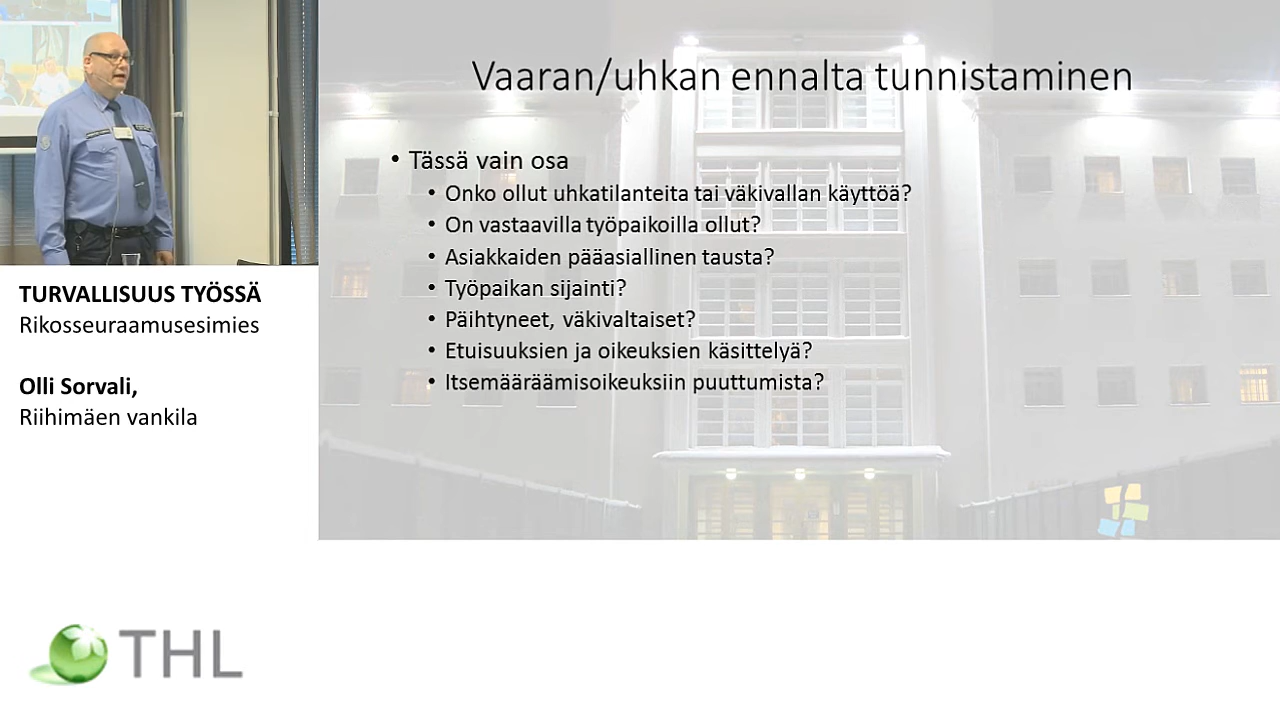 Vaaran/uhkan ennalta tunnistaminen
• Tässä vain osa
• Onko ollut uhkatilanteita tai väkivallan käyttöä?
• On vastaavilla työpaikoilla ollut?
• Asiakkaiden pääasiallinen tausta?
• Työpaikan sijainti?
• Päihtyneet, väkivaltaiset?
• Etuisuuksien ja oikeuksien käsittelyä?
• Itsemääräämisoikeuksiin puuttumista?
TURVALLISUUS TYÖSSÄ
Rikosseuraamusesimies
Olli Sorvali,
Riihimäen vankila
THL